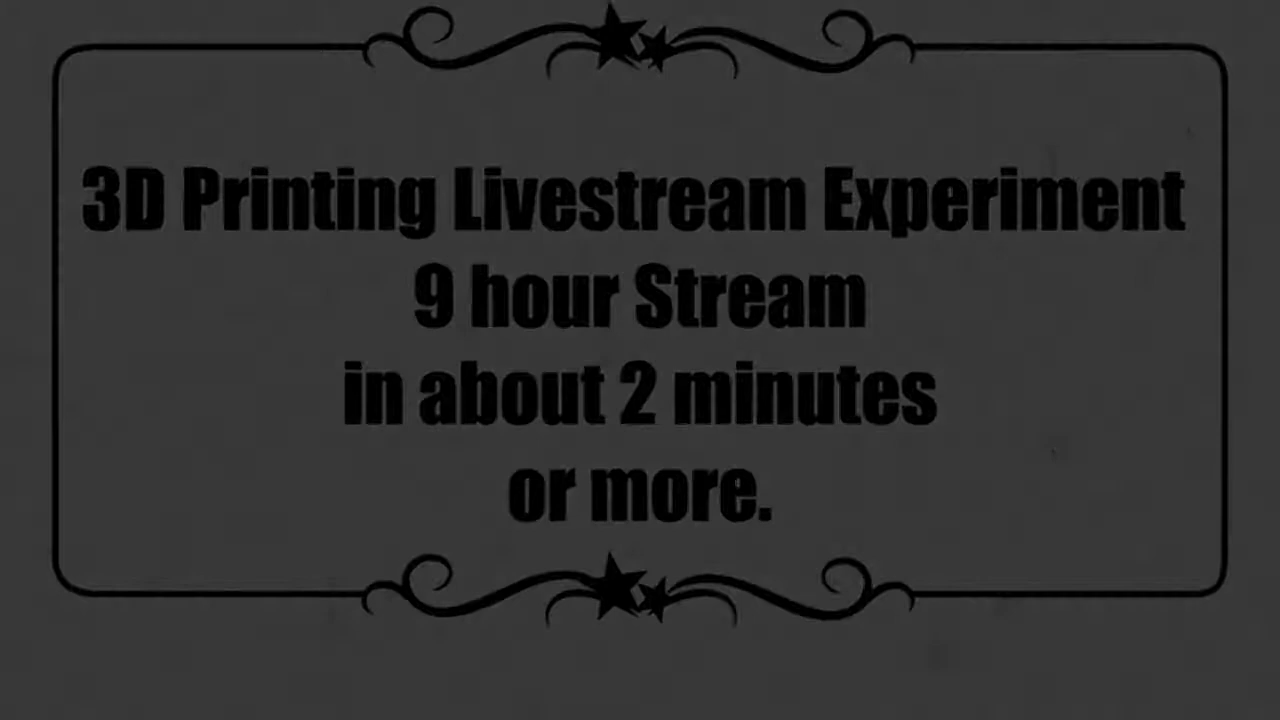 3D Printing Livestream Experiment
9 hour Stream
in about 2 minutes
or more.